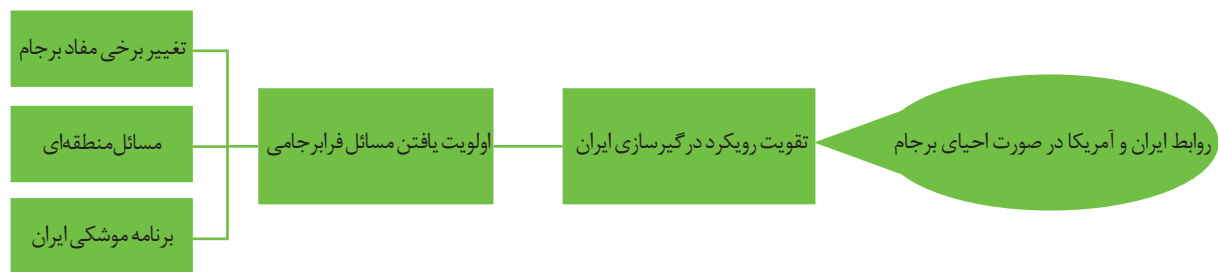 روابط ایران و آمریکا در صورت احیای برجام
تقویت رویکرد درگیرسازی ایران
اولویت یافتن مسائل فرابرجامی
تغییر برخی مفاد برجام
مسائل منطقه‌ای
برنامه موشکی ایران